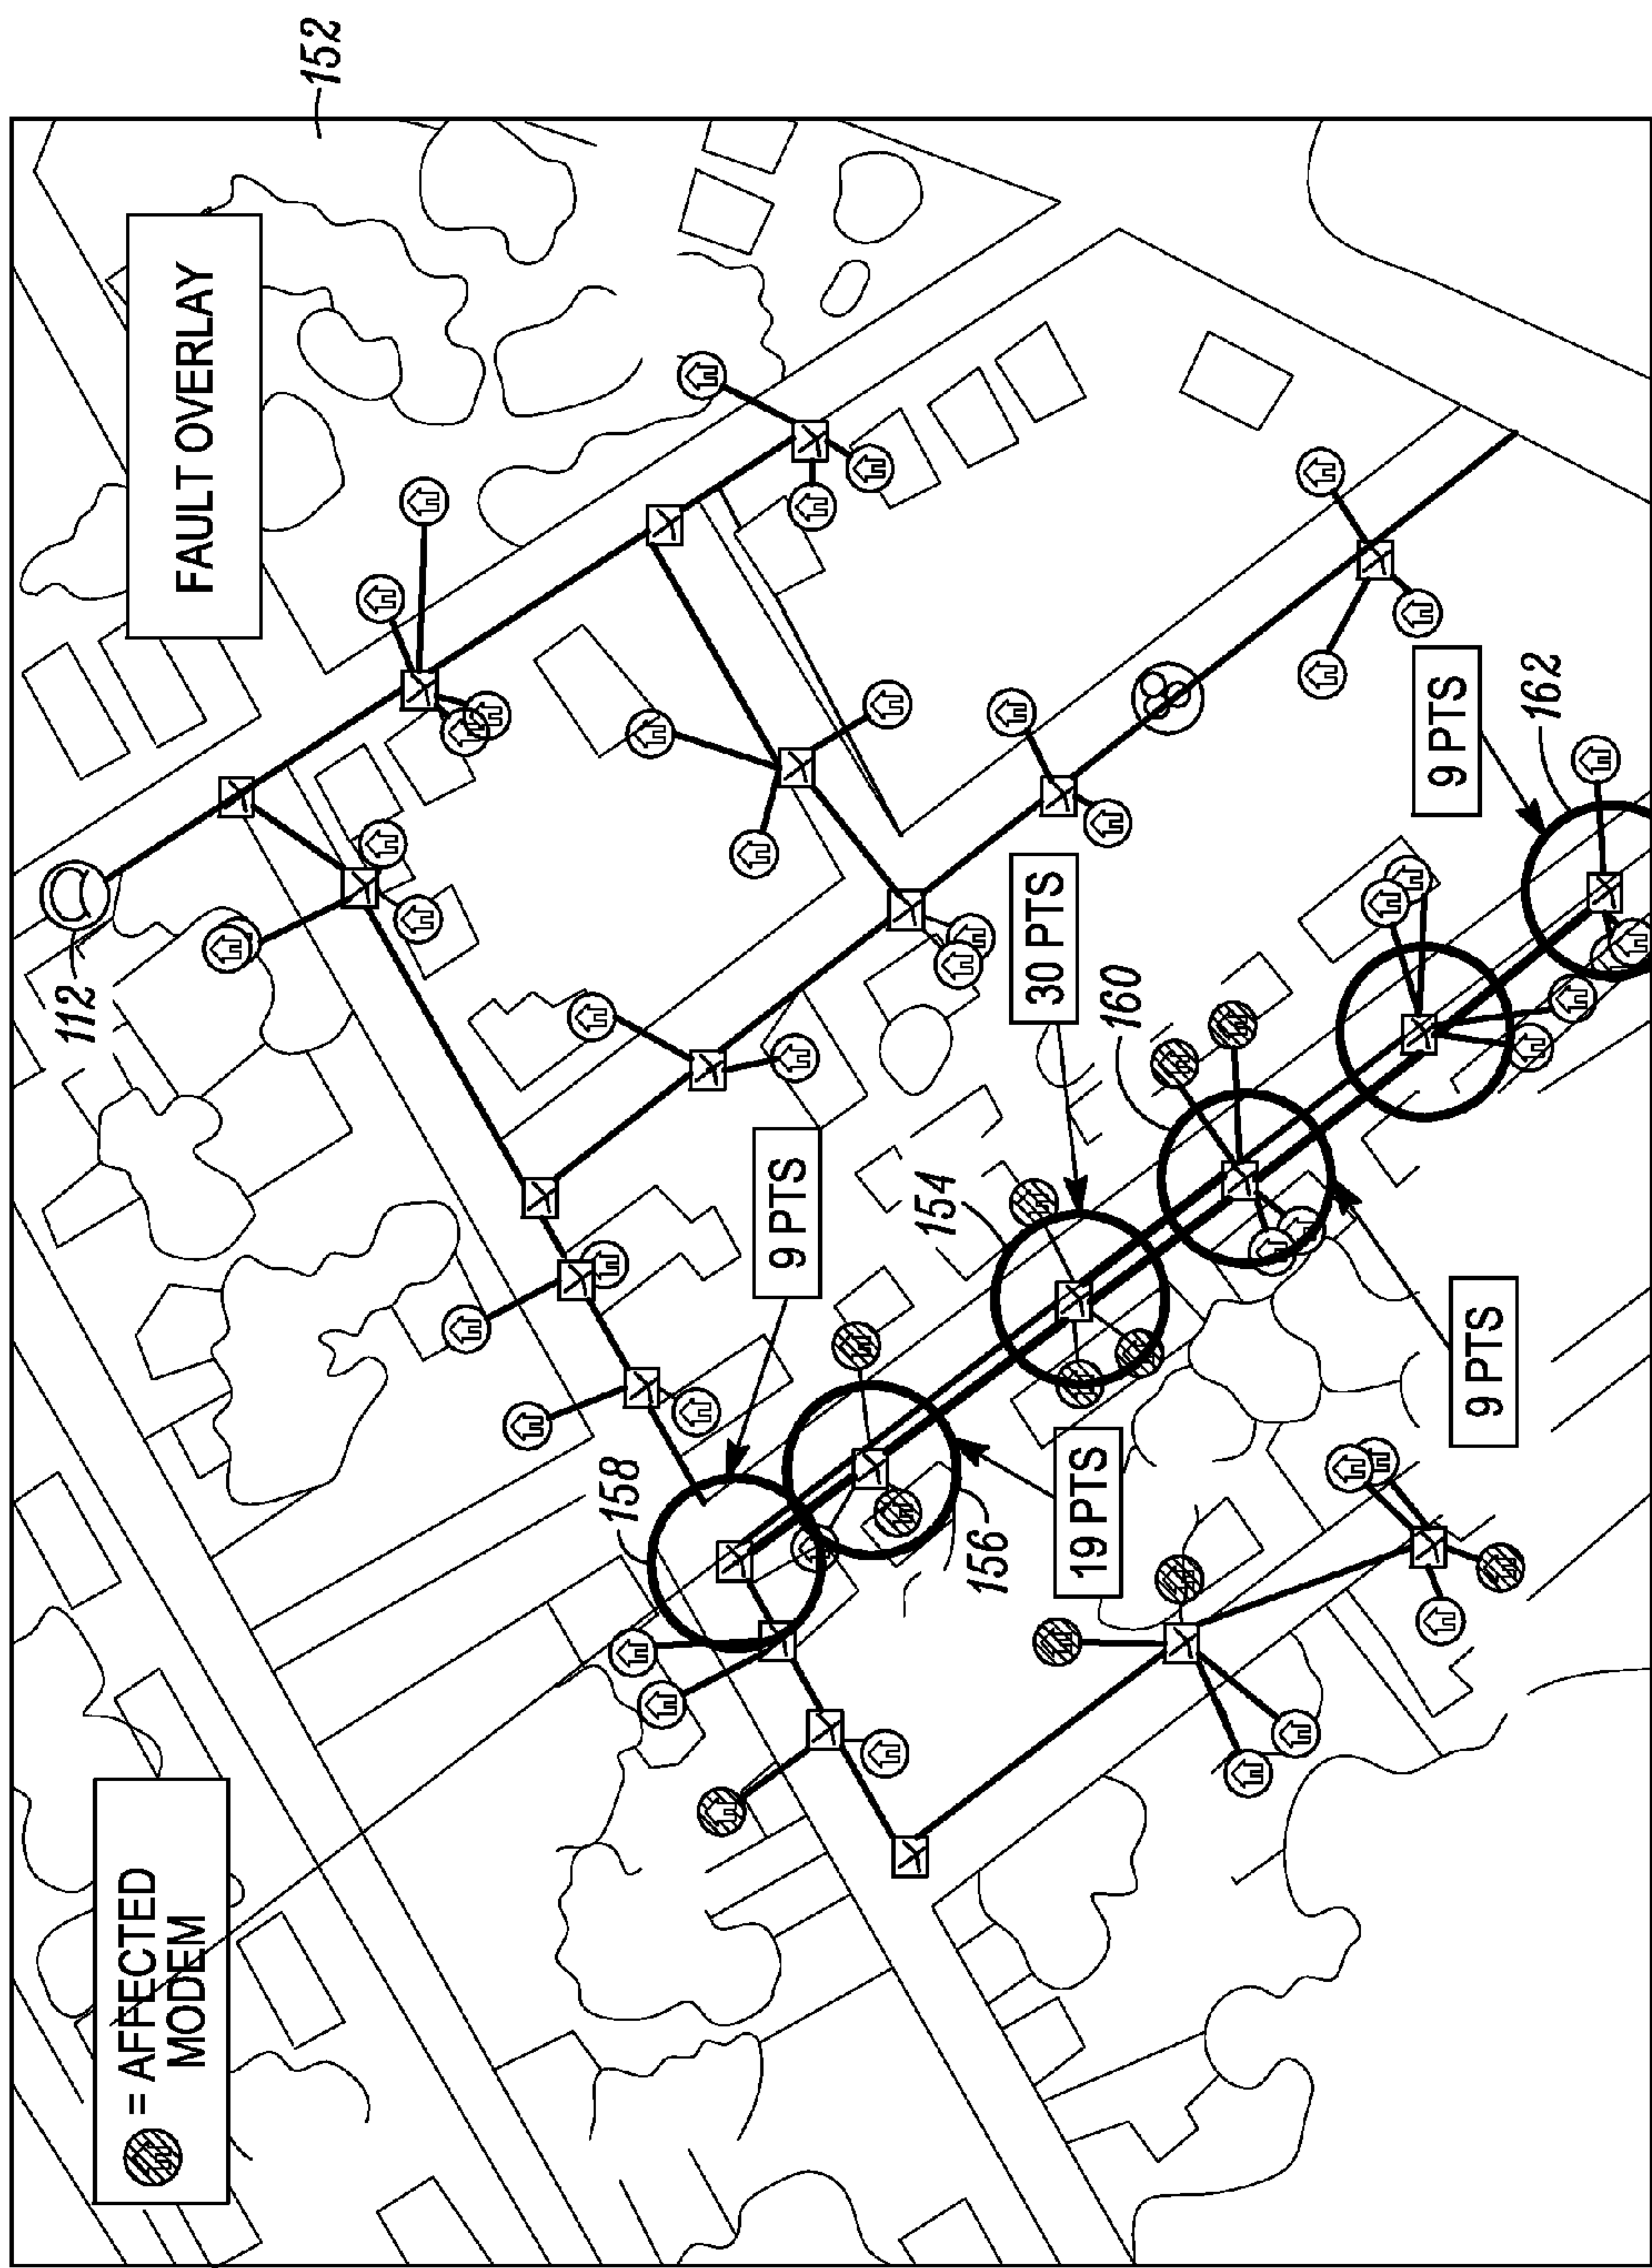 112
= AFFECTED
MODEM
FAULT OVERLAY
152
158
9 PTS
154
156
30 PTS
19 PTS
160
9 PTS
9 PTS
162